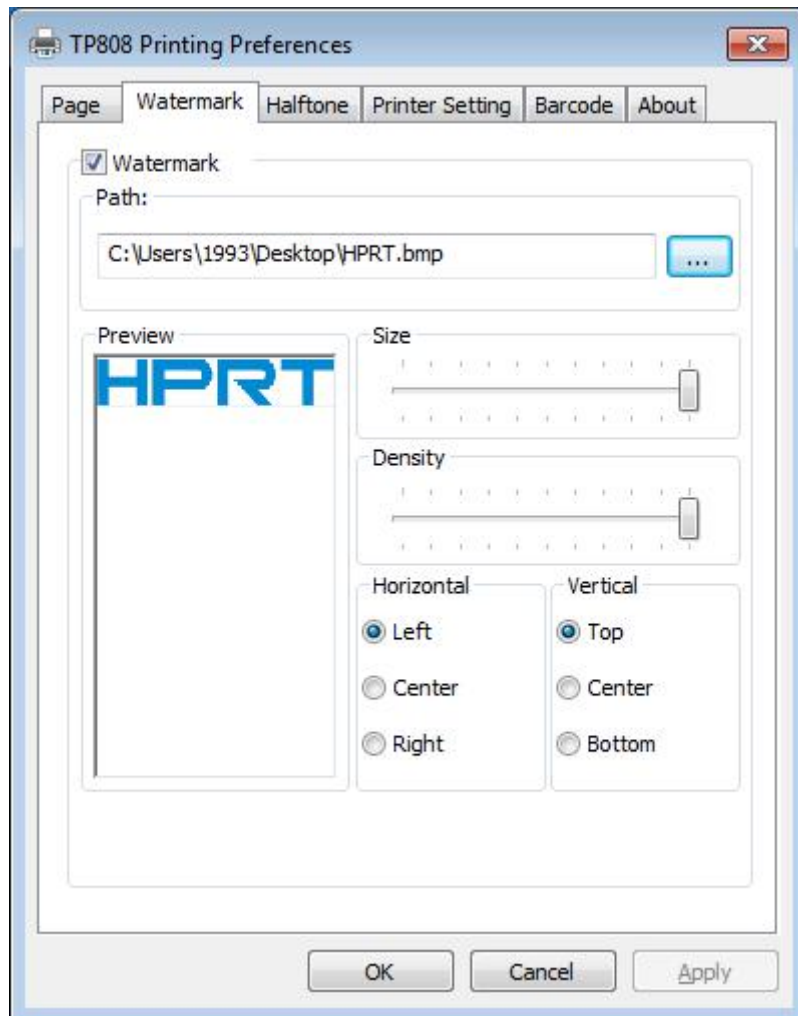 TP808 Printing Preferences
Page Watermark Halftone Printer Setting Barcode About
Watermark
Path:
C:\Users\1993\Desktop\HPRT.bmp
...
Preview
HPRT
Size
Density
Horizontal
Left
Center
Right
Vertical
Top
Center
Bottom
OK Cancel Apply